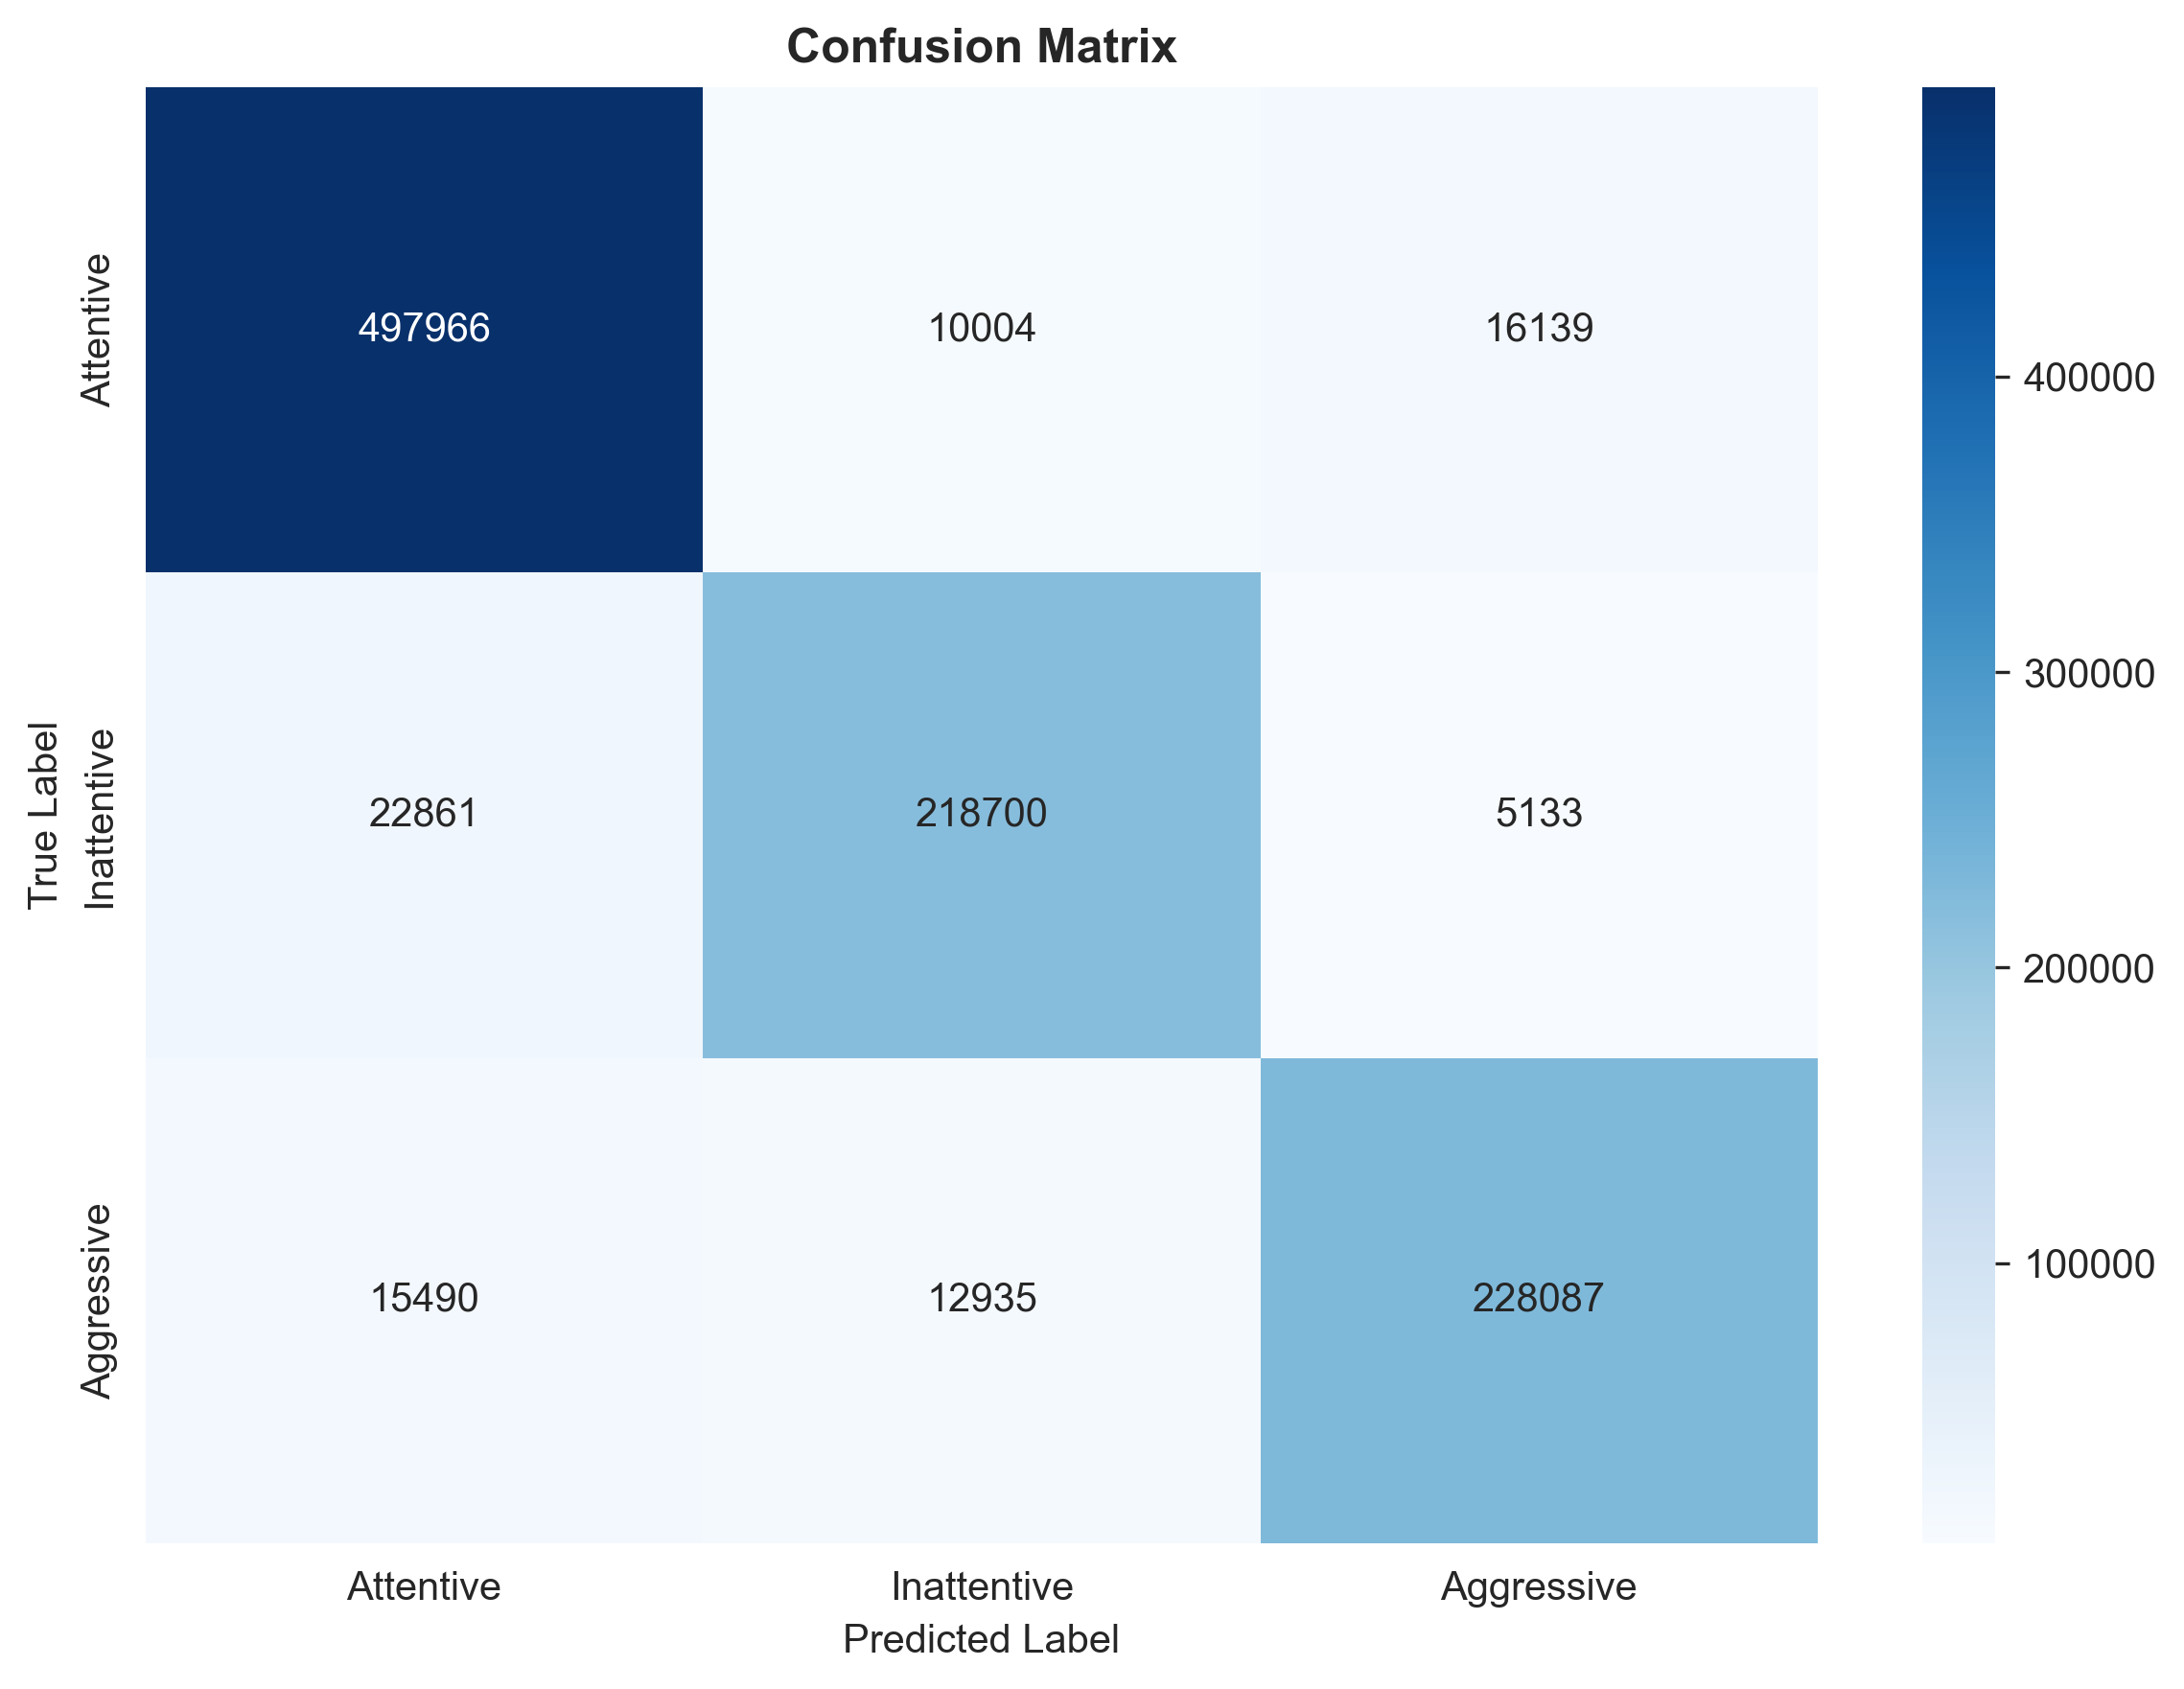 Confusion Matrix
True Label
Attentive
497966 10004 16139
Inattentive
22861 218700 5133
Aggressive
15490 12935 228087
Attentive Inattentive Aggressive
Predicted Label
400000
300000
200000
100000